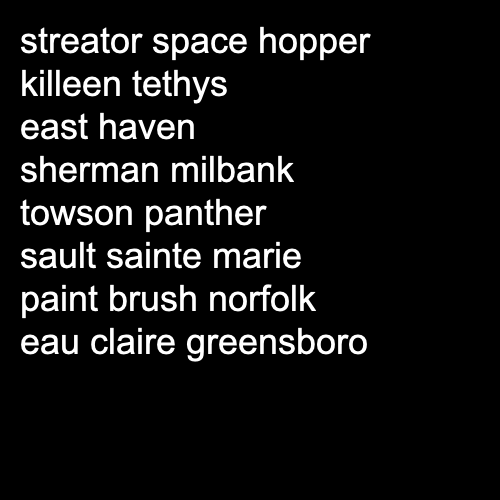 streator space hopper
killeen tethys
east haven
sherman milbank
towson panther
sault sainte marie
paint brush norfolk
eau claire greensboro